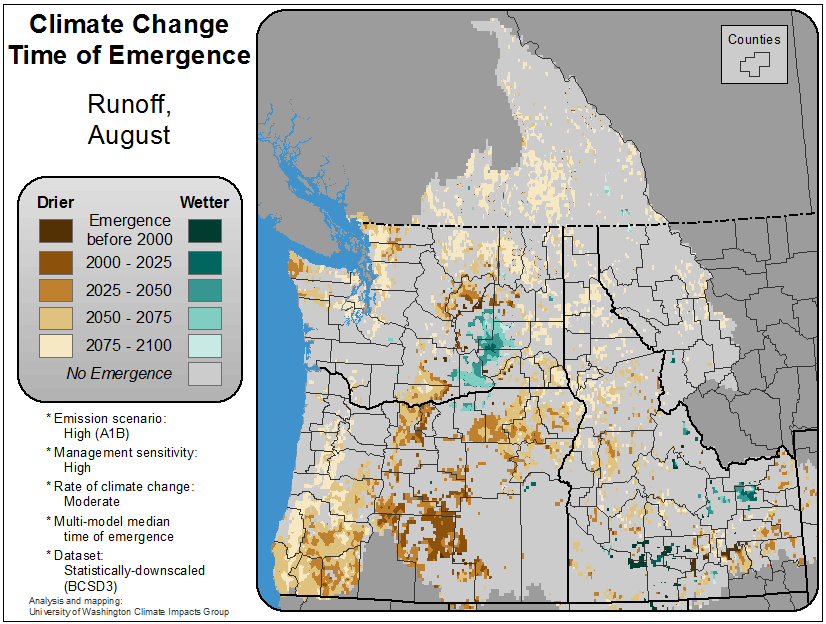 Climate Change
Time of Emergence
Runoff,
August
Counties
Drier
Wetter
Emergence
before 2000
2000 - 2025
2025 - 2050
2050 - 2075
2075 - 2100
No Emergence
* Emission scenario:
High (A1B)
* Management sensitivity:
High
* Rate of climate change:
Moderate
* Multi-model median
time of emergence
* Dataset:
Statistically-downscaled
(BCSD3)
Analysis and mapping:
University of Washington Climate Impacts Group